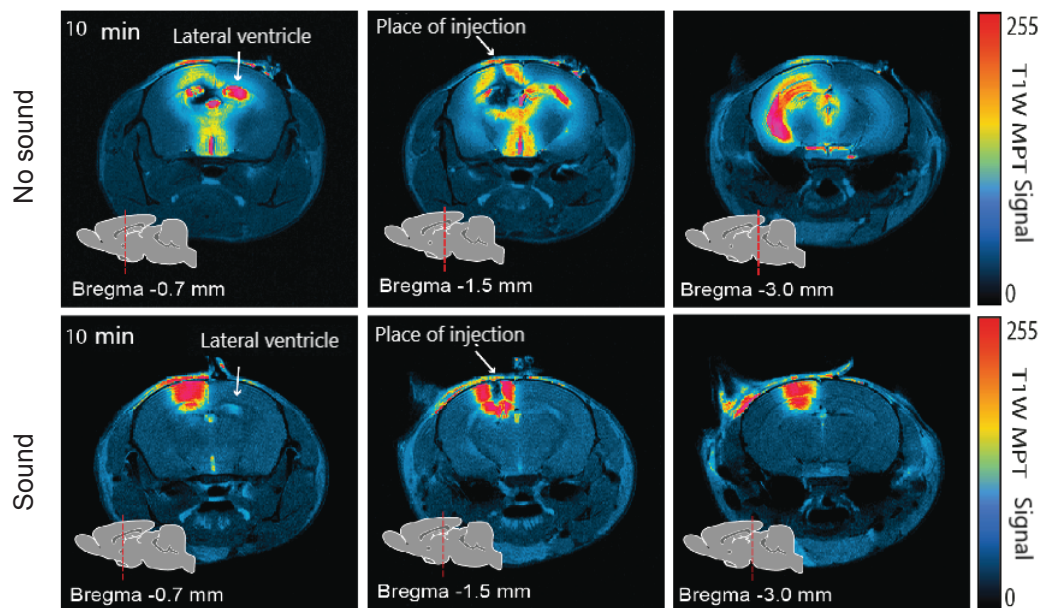 10 min
Lateral ventricle
Place of injection
No sound
Bregma -0.7 mm
Bregma -1.5 mm
Bregma -3.0 mm
255
T1W MPT Signal
0
10 min
Lateral ventricle
Place of injection
Sound
Bregma -0.7 mm
Bregma -1.5 mm
Bregma -3.0 mm
255
T1W MPT Signal
0